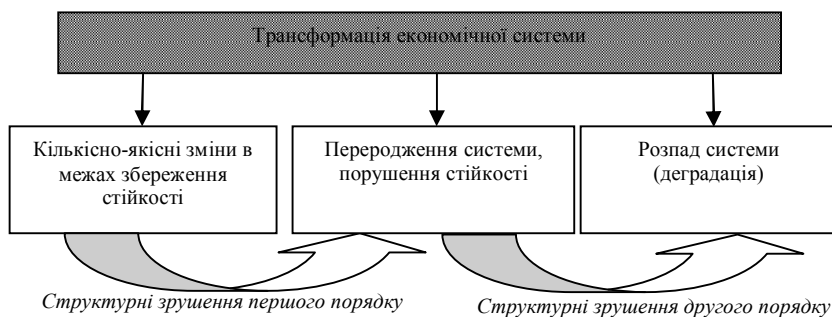 Трансформація економічної системи
Кількісно-якісні зміни в
межах збереження
стійкості
Переродження системи,
порушення стійкості
Розпад системи
(деградація)
Структурні зрушення першого порядку
Структурні зрушення другого порядку